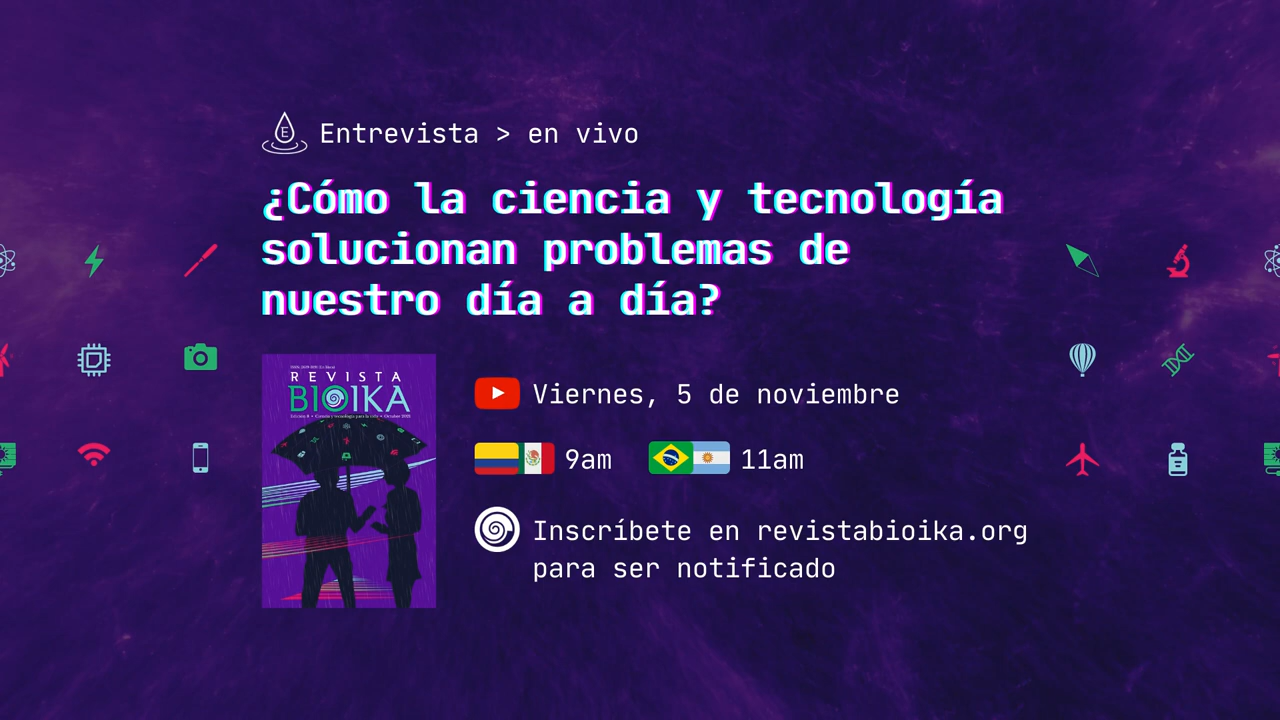 E
Entrevista > en vivo
¿Cómo la ciencia y tecnología
solucionan problemas de
nuestro día a día?
REVISTA
BIOIKA
Viernes, 5 de noviembre
9am
11am
Inscríbete en revistabioika.org
para ser notificado